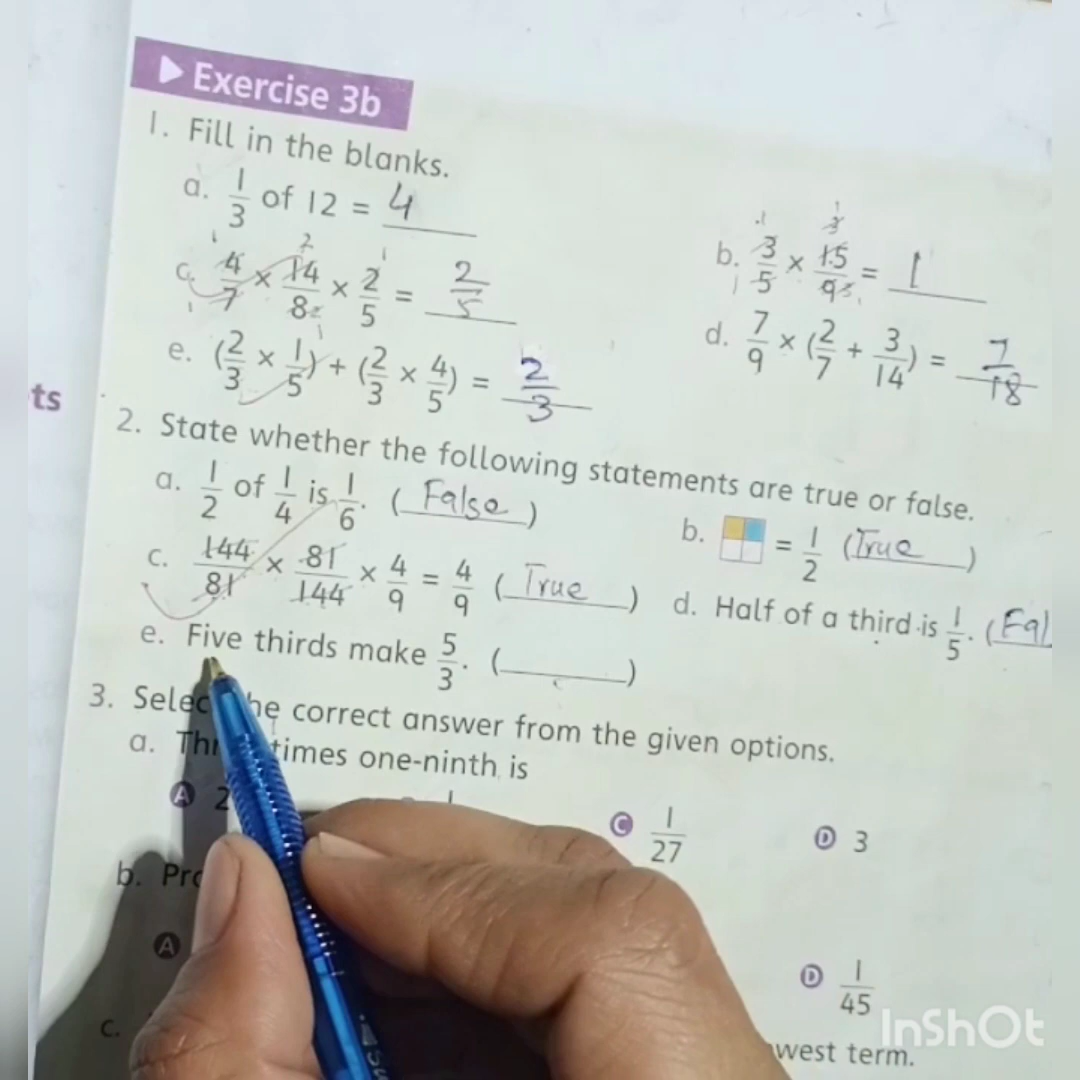 Exercise 3b
1. Fill in the blanks.
a. 1/3 of 12 = 4
b. 3/5 × 15/9 = 1
c. 4/7 × 14/8 × 2/5 = 2/5
d. 7/9 × (2/7 + 3/14) = 7/18
e. (2/3 × 1/5) + (2/3 × 4/5) = 2/3
ts
2. State whether the following statements are true or false.
a. 1/2 of 1/4 is 1/6. (False)
b. = 1/2 (True)
c. 144/81 × 81/144 × 4/9 = 4/9 (True)
d. Half of a third is 1/5. (Fal
e. Five thirds make 5/3. (______)
3. Selec he correct answer from the given options.
a. Th times one-ninth is
A 2
C 1/27
D 3
b. Pro
A
D 1/45
c.
west term.
InShOt